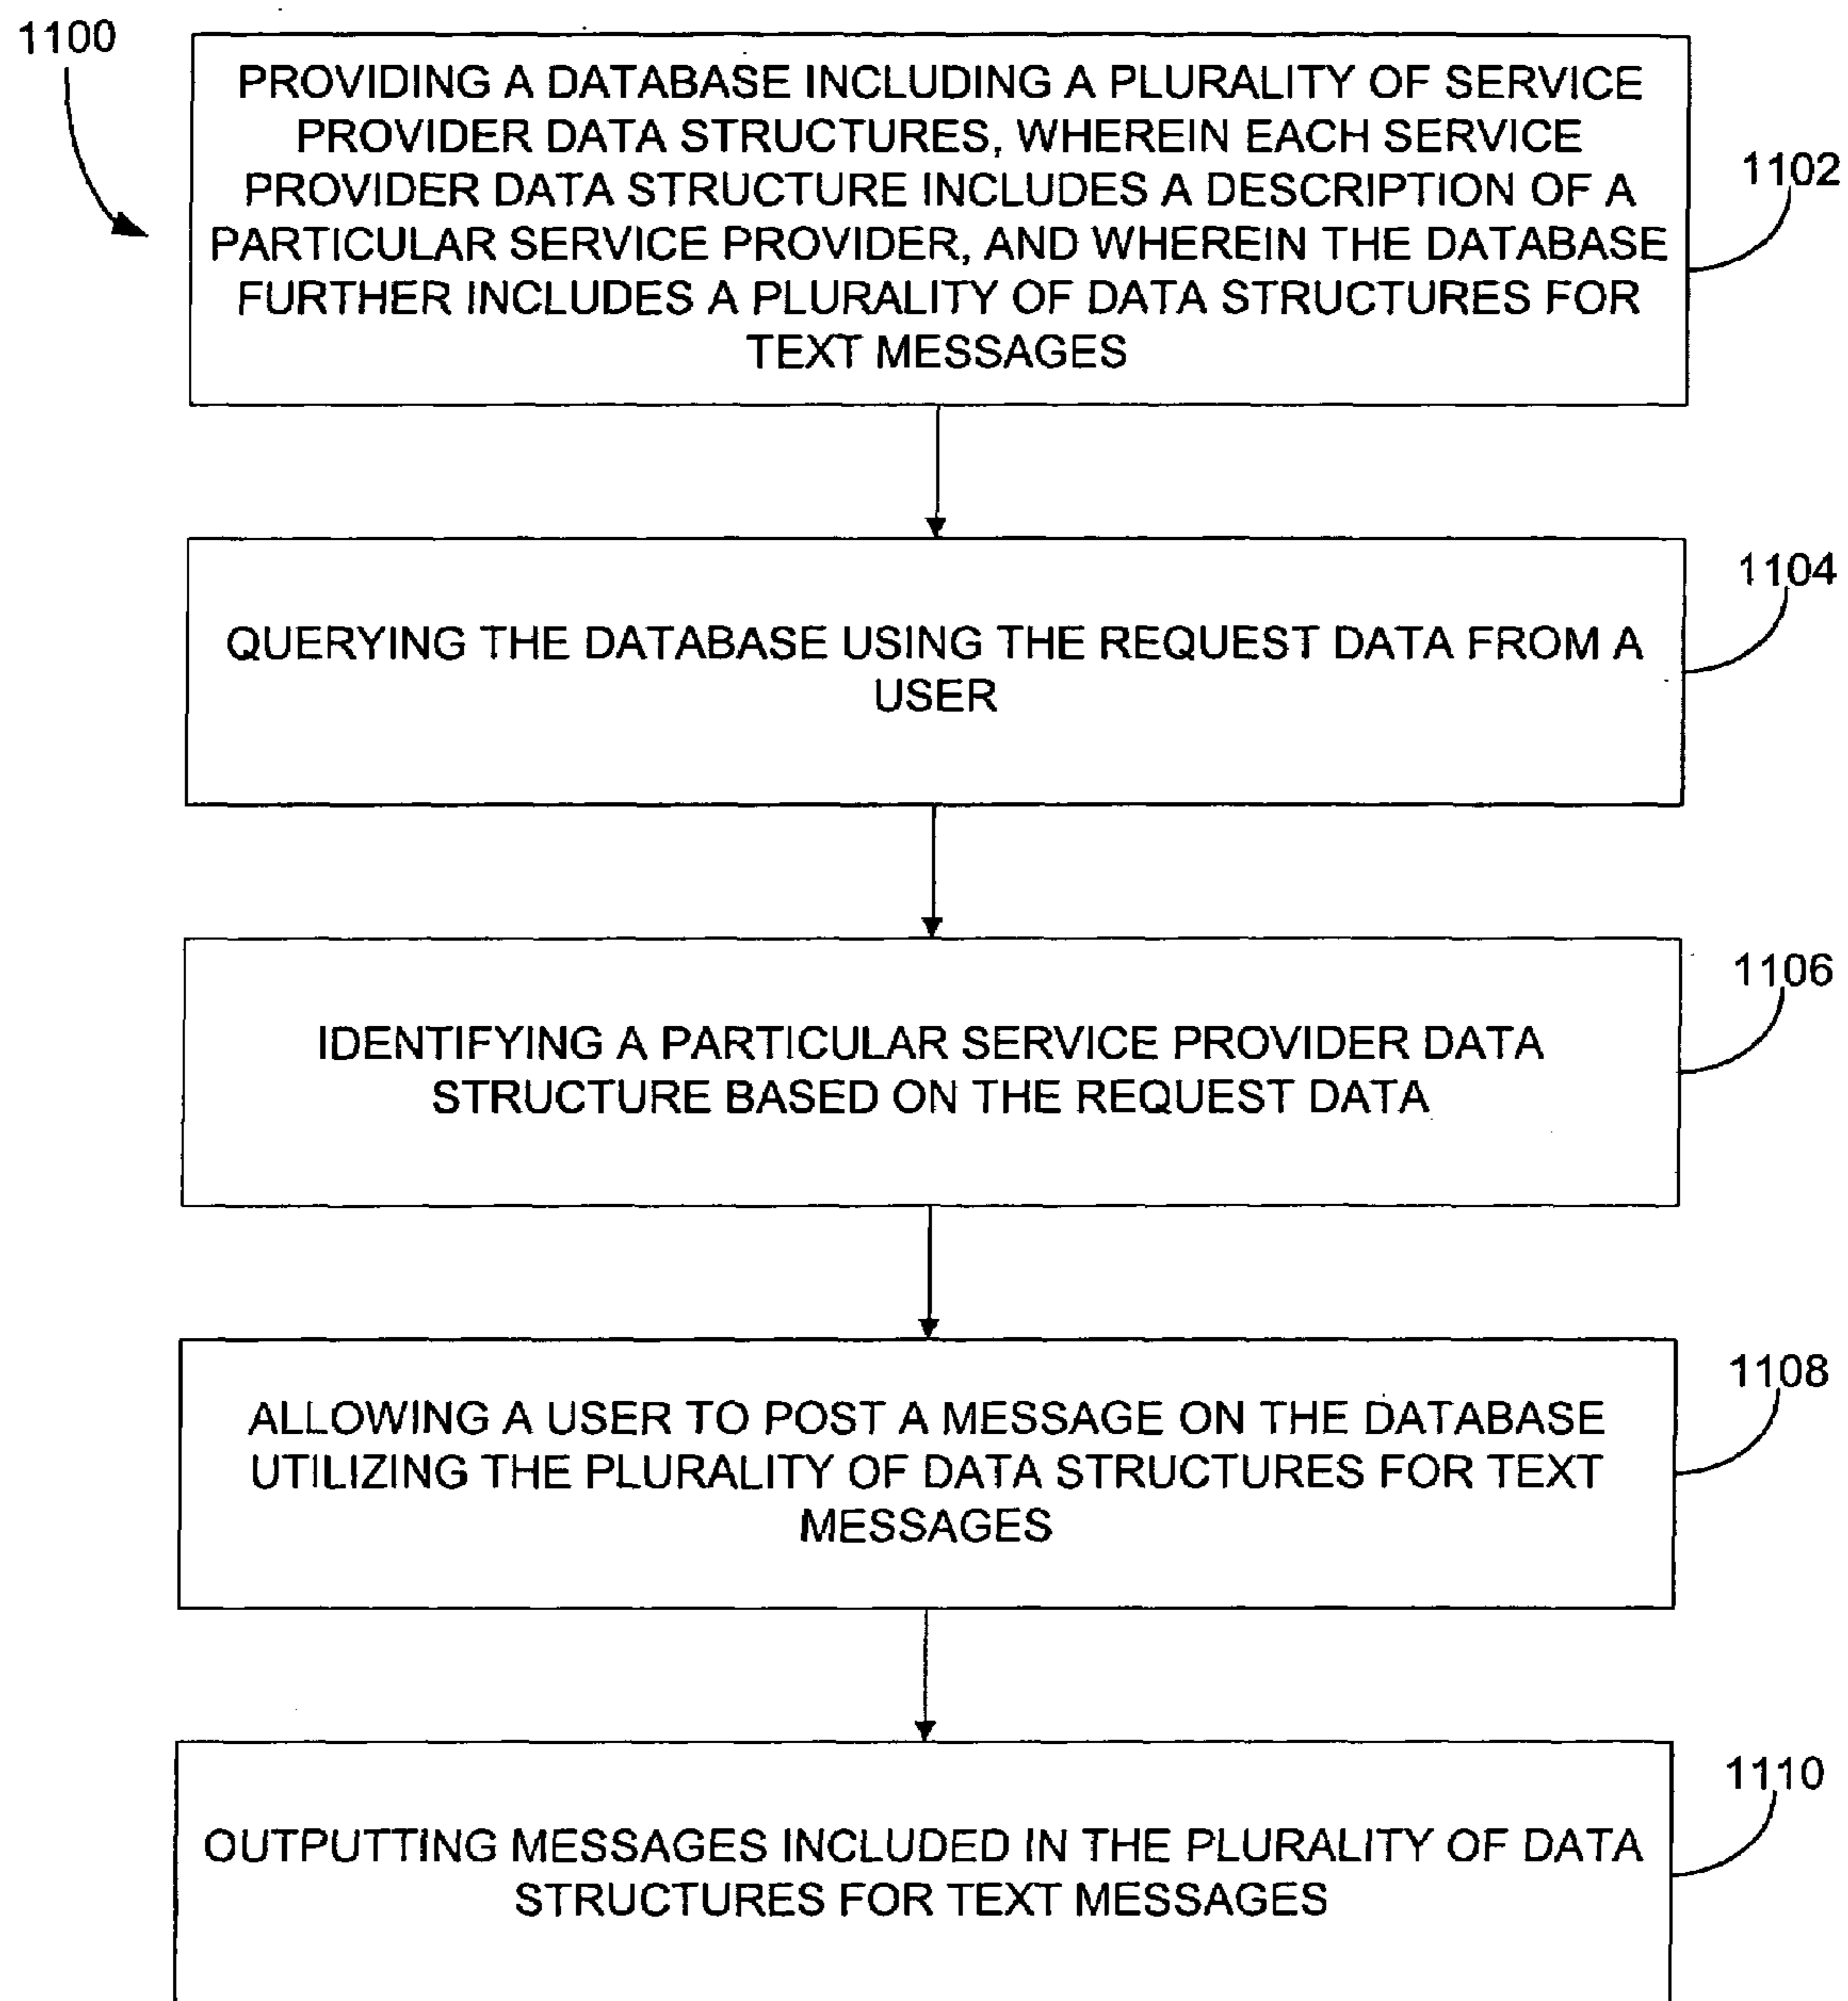 1100
PROVIDING A DATABASE INCLUDING A PLURALITY OF SERVICE
PROVIDER DATA STRUCTURES, WHEREIN EACH SERVICE
PROVIDER DATA STRUCTURE INCLUDES A DESCRIPTION OF A
PARTICULAR SERVICE PROVIDER, AND WHEREIN THE DATABASE
FURTHER INCLUDES A PLURALITY OF DATA STRUCTURES FOR
TEXT MESSAGES
1102
QUERYING THE DATABASE USING THE REQUEST DATA FROM A
USER
1104
IDENTIFYING A PARTICULAR SERVICE PROVIDER DATA
STRUCTURE BASED ON THE REQUEST DATA
1106
ALLOWING A USER TO POST A MESSAGE ON THE DATABASE
UTILIZING THE PLURALITY OF DATA STRUCTURES FOR TEXT
MESSAGES
1108
OUTPUTTING MESSAGES INCLUDED IN THE PLURALITY OF DATA
STRUCTURES FOR TEXT MESSAGES
1110